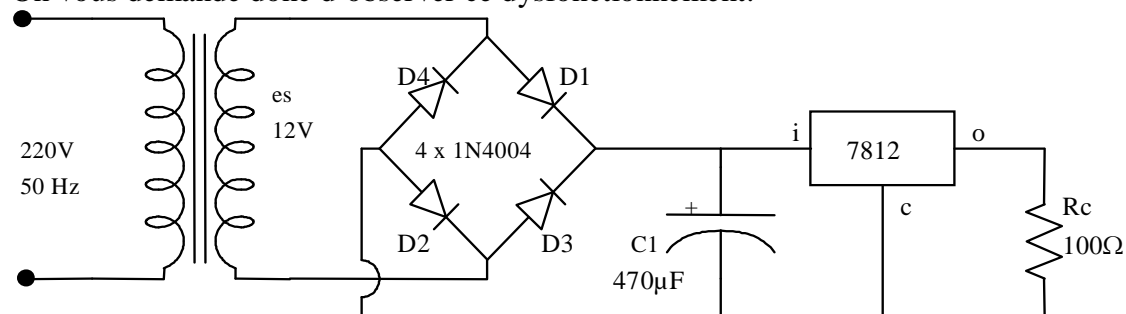 On vous demande donc d'observer ce dysfonctionnement.
D4
D1
es
12V
i
o
220V
50 Hz
4 x 1N4004
7812
c
Rc
100Ω
+
D2
D3
C1
470µF